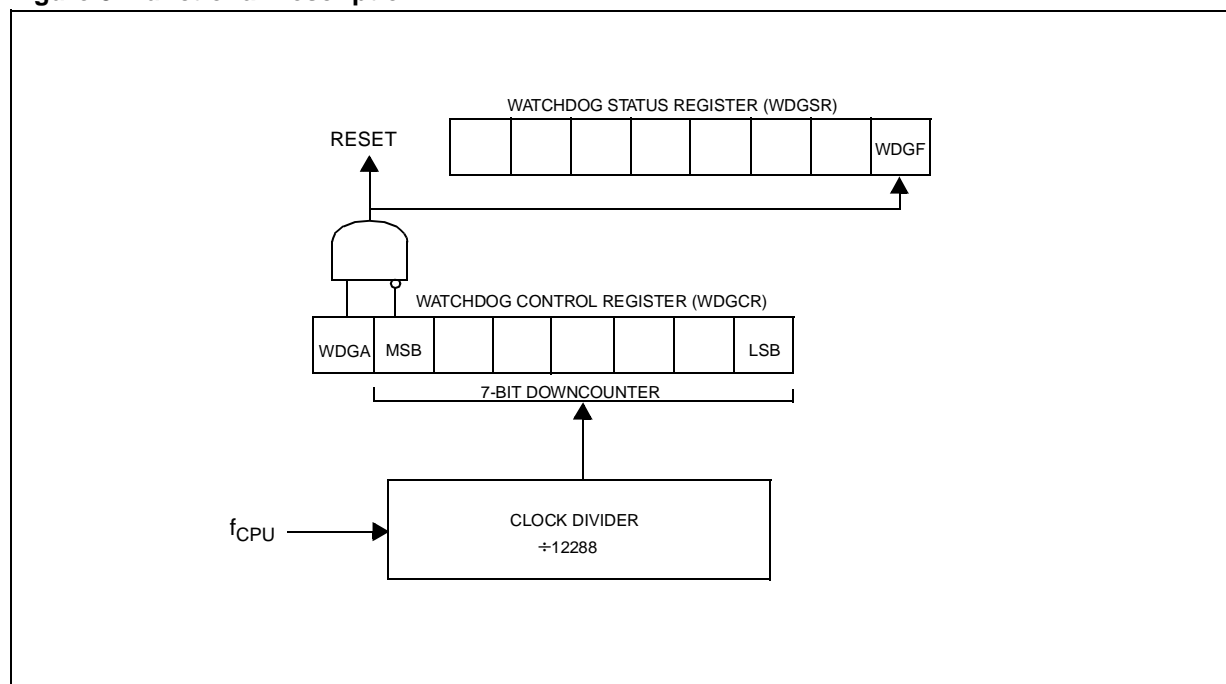 WATCHDOG STATUS REGISTER (WDGSR)
RESET
WDGF
WATCHDOG CONTROL REGISTER (WDGCR)
WDGA MSB LSB
7-BIT DOWNCOUNTER
fCPU
CLOCK DIVIDER
÷12288